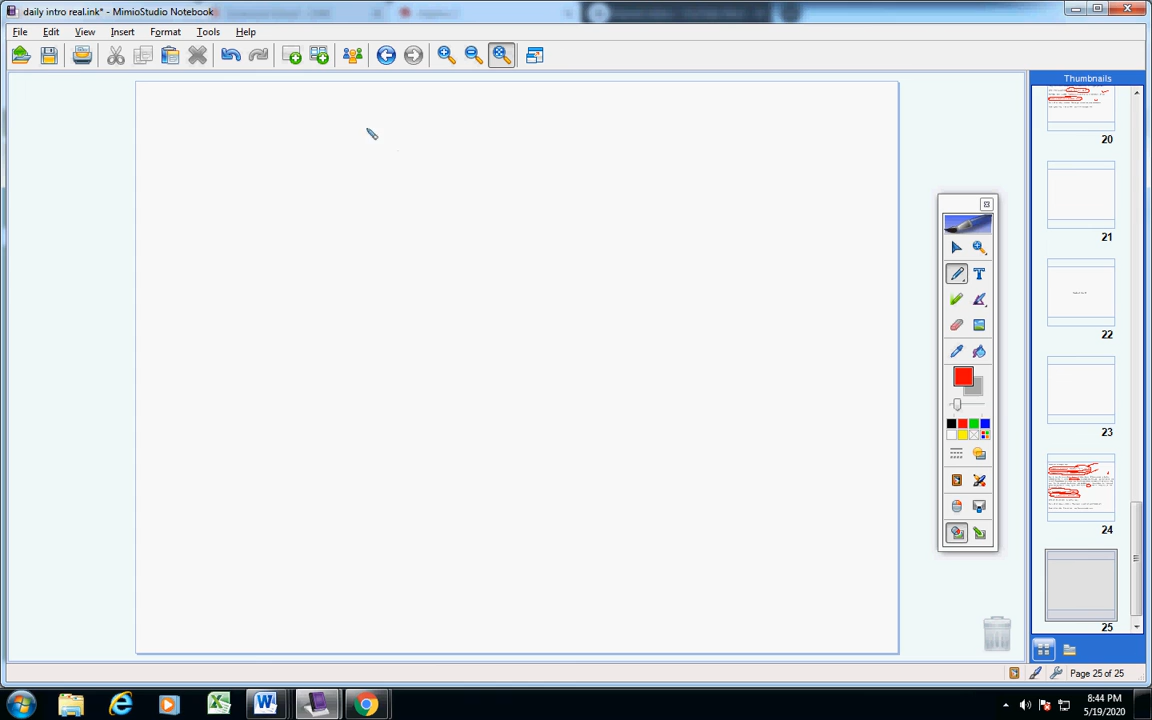 daily intro real.ink* - MimioStudio Notebook
File Edit View Insert Format Tools Help
Thumbnails
20
21
22
23
24
25
Page 25 of 25
8:44 PM
5/19/2020